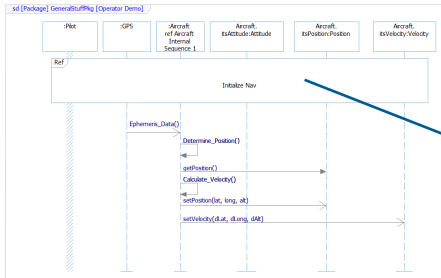 sd [Package] GeneralStuffPkg [Operator Demo]
:Pilot
:GPS
:Aircraft
ref Aircraft
Internal
Sequence 1
Aircraft.
itsAttitude:Attitude
Aircraft.
itsPostion:Position
Aircraft.
itsVelocity:Velocity
Ref
Initialize Nav
Ephemeris_Data()
Determine_Position()
getPosition()
Calculate_Velocity()
setPosition(lat, long, alt)
setVelocity(dLat, dLong, dAlt)